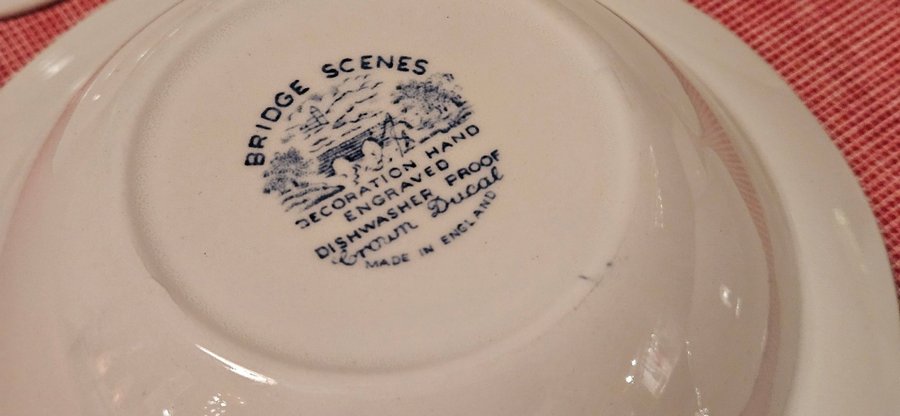 BRIDGE SCENES
DECORATION HAND
ENGRAVED
DISHWASHER PROOF
Crown Ducal
MADE IN ENGLAND